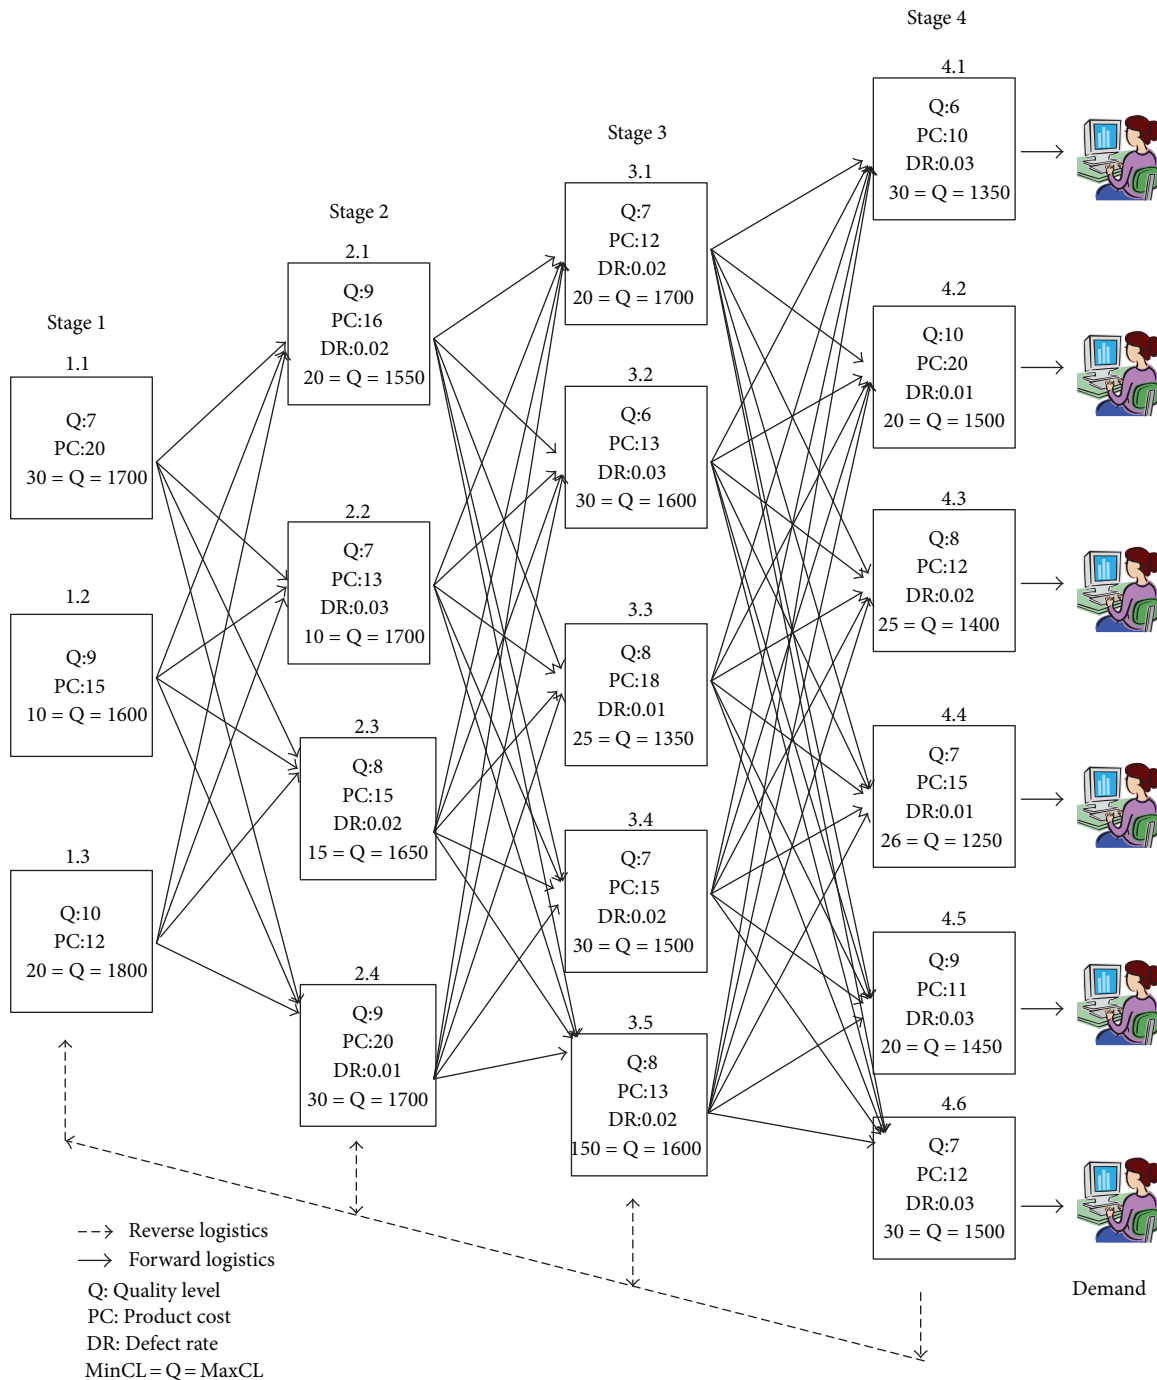 Stage 1
1.1
Q:7
PC:20
30 = Q = 1700
1.2
Q:9
PC:15
10 = Q = 1600
1.3
Q:10
PC:12
20 = Q = 1800
Stage 2
2.1
Q:9
PC:16
DR:0.02
20 = Q = 1550
2.2
Q:7
PC:13
DR:0.03
10 = Q = 1700
2.3
Q:8
PC:15
DR:0.02
15 = Q = 1650
2.4
Q:9
PC:20
DR:0.01
30 = Q = 1700
Stage 3
3.1
Q:7
PC:12
DR:0.02
20 = Q = 1700
3.2
Q:6
PC:13
DR:0.03
30 = Q = 1600
3.3
Q:8
PC:18
DR:0.01
25 = Q = 1350
3.4
Q:7
PC:15
DR:0.02
30 = Q = 1500
3.5
Q:8
PC:13
DR:0.02
150 = Q = 1600
Stage 4
4.1
Q:6
PC:10
DR:0.03
30 = Q = 1350
4.2
Q:10
PC:20
DR:0.01
20 = Q = 1500
4.3
Q:8
PC:12
DR:0.02
25 = Q = 1400
4.4
Q:7
PC:15
DR:0.01
26 = Q = 1250
4.5
Q:9
PC:11
DR:0.03
20 = Q = 1450
4.6
Q:7
PC:12
DR:0.03
30 = Q = 1500
Demand
Reverse logistics
Forward logistics
Q: Quality level
PC: Product cost
DR: Defect rate
MinCL = Q = MaxCL